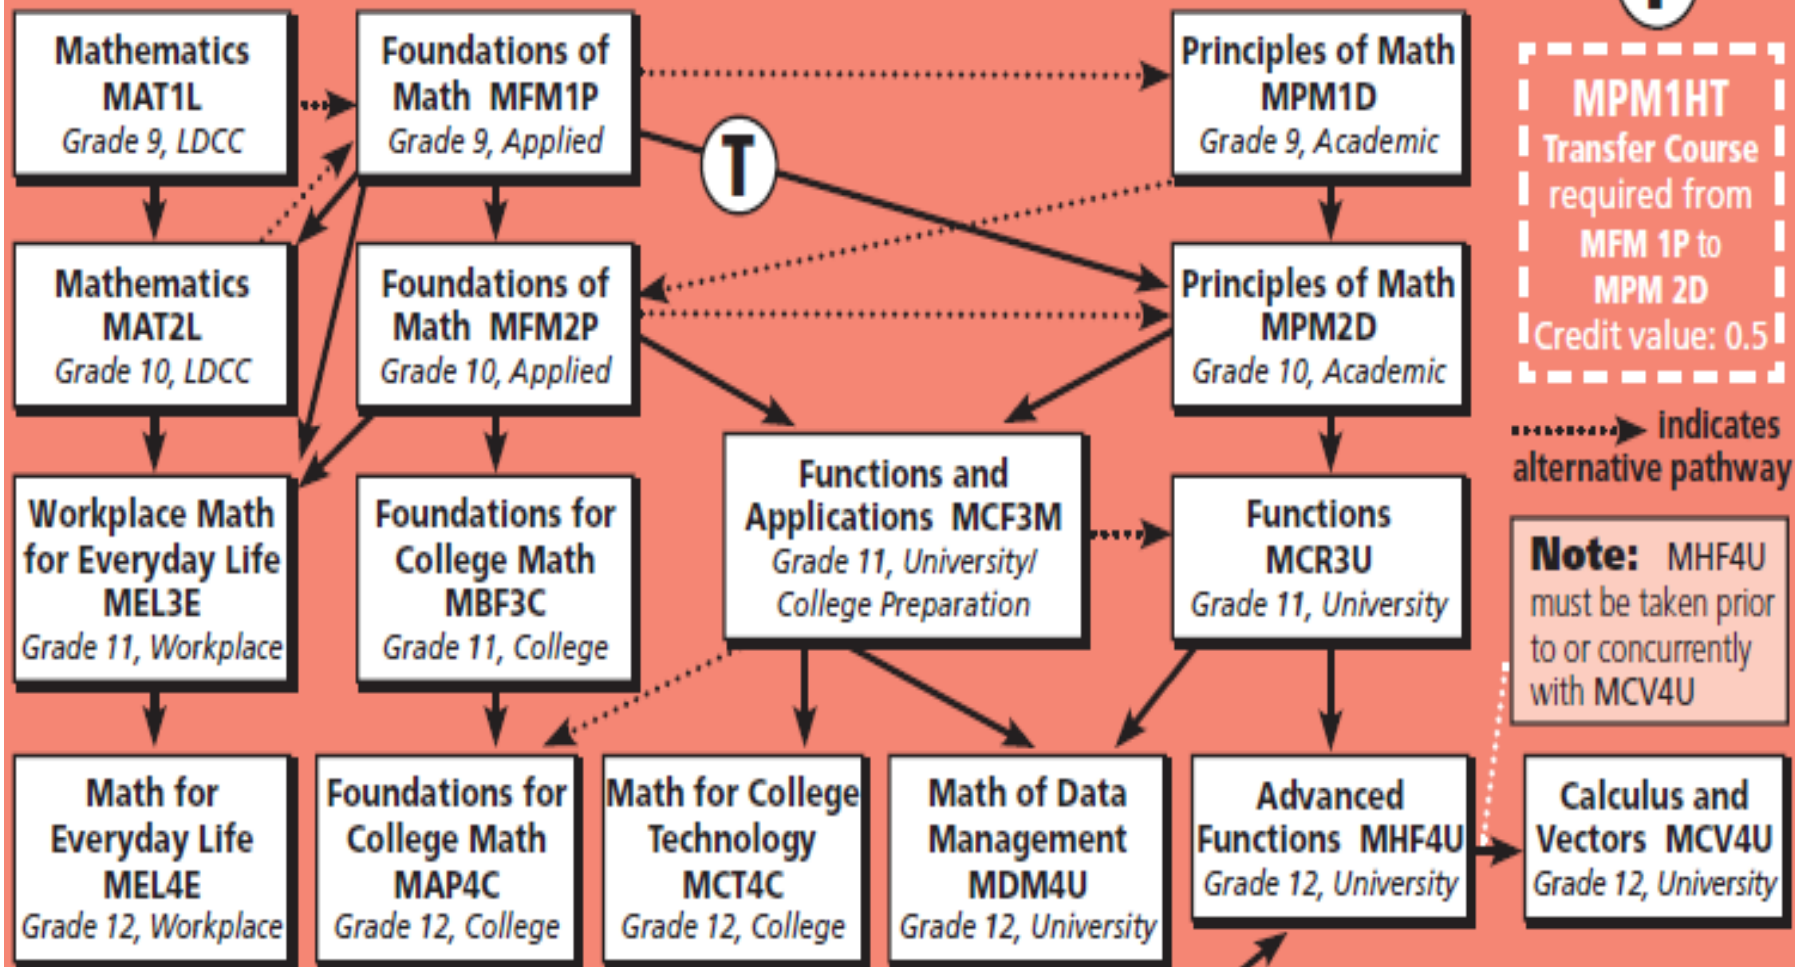 Mathematics
MAT1L
Grade 9, LDCC
Foundations of
Math MFM1P
Grade 9, Applied
T
Principles of Math
MPM1D
Grade 9, Academic
MPM1HT
Transfer Course
required from
MFM 1P to
MPM 2D
Credit value: 0.5
Mathematics
MAT2L
Grade 10, LDCC
Foundations of
Math MFM2P
Grade 10, Applied
Principles of Math
MPM2D
Grade 10, Academic
indicates
alternative pathway
Workplace Math
for Everyday Life
MEL3E
Grade 11, Workplace
Foundations for
College Math
MBF3C
Grade 11, College
Functions and
Applications MCF3M
Grade 11, University/
College Preparation
Functions
MCR3U
Grade 11, University
Note: MHF4U
must be taken prior
to or concurrently
with MCV4U
Math for
Everyday Life
MEL4E
Grade 12, Workplace
Foundations for
College Math
MAP4C
Grade 12, College
Math for College
Technology
MCT4C
Grade 12, College
Math of Data
Management
MDM4U
Grade 12, University
Advanced
Functions MHF4U
Grade 12, University
Calculus and
Vectors MCV4U
Grade 12, University